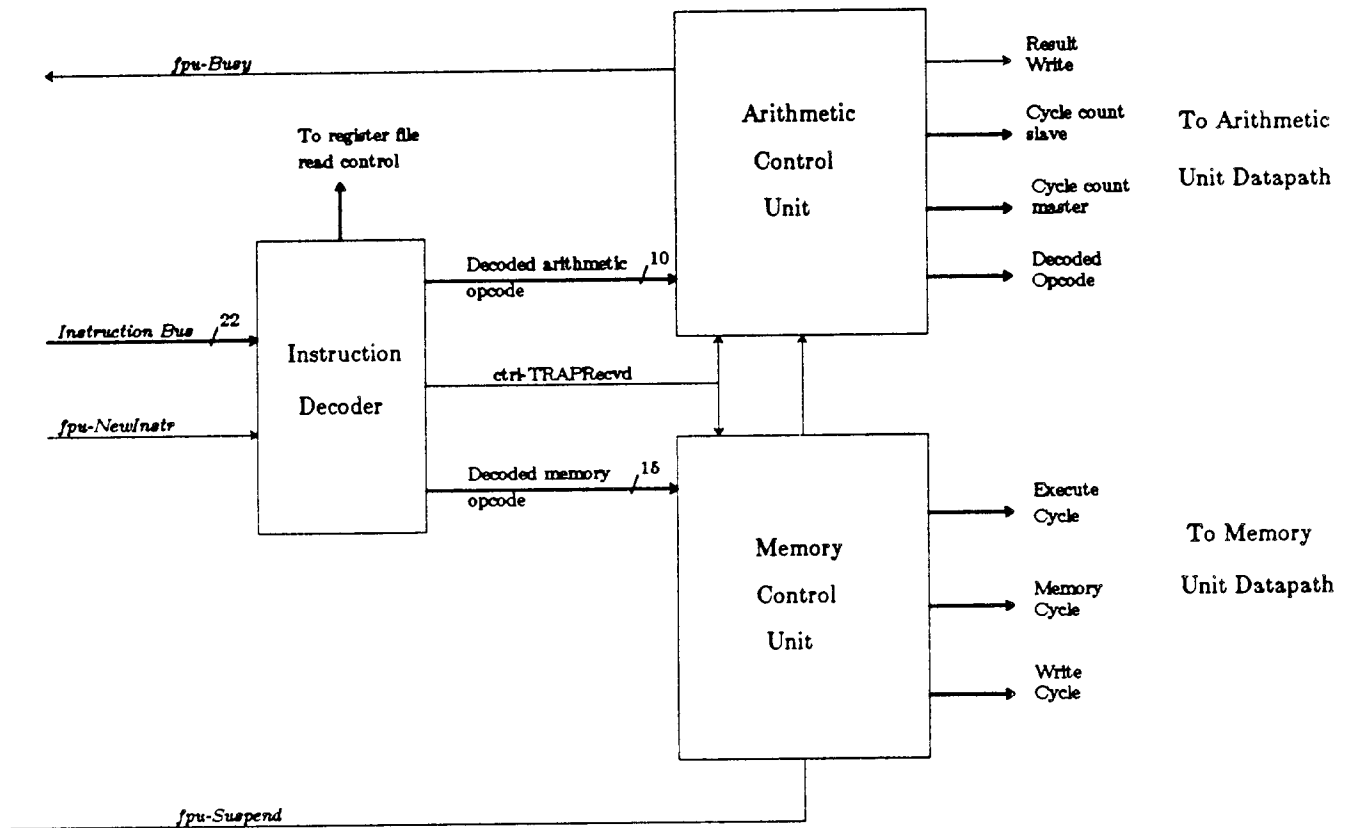 fpu-Busy
Result
Write
Arithmetic
Control
Unit
Cycle count
slave
To Arithmetic
Unit Datapath
Cycle count
master
Decoded
Opcode
To register file
read control
Decoded arithmetic
opcode
10
Instruction Bus
22
Instruction
Decoder
ctrl-TRAPRecvd
fpu-NewInstr
Decoded memory
opcode
15
Memory
Control
Unit
Execute
Cycle
To Memory
Unit Datapath
Memory
Cycle
Write
Cycle
fpu-Suspend